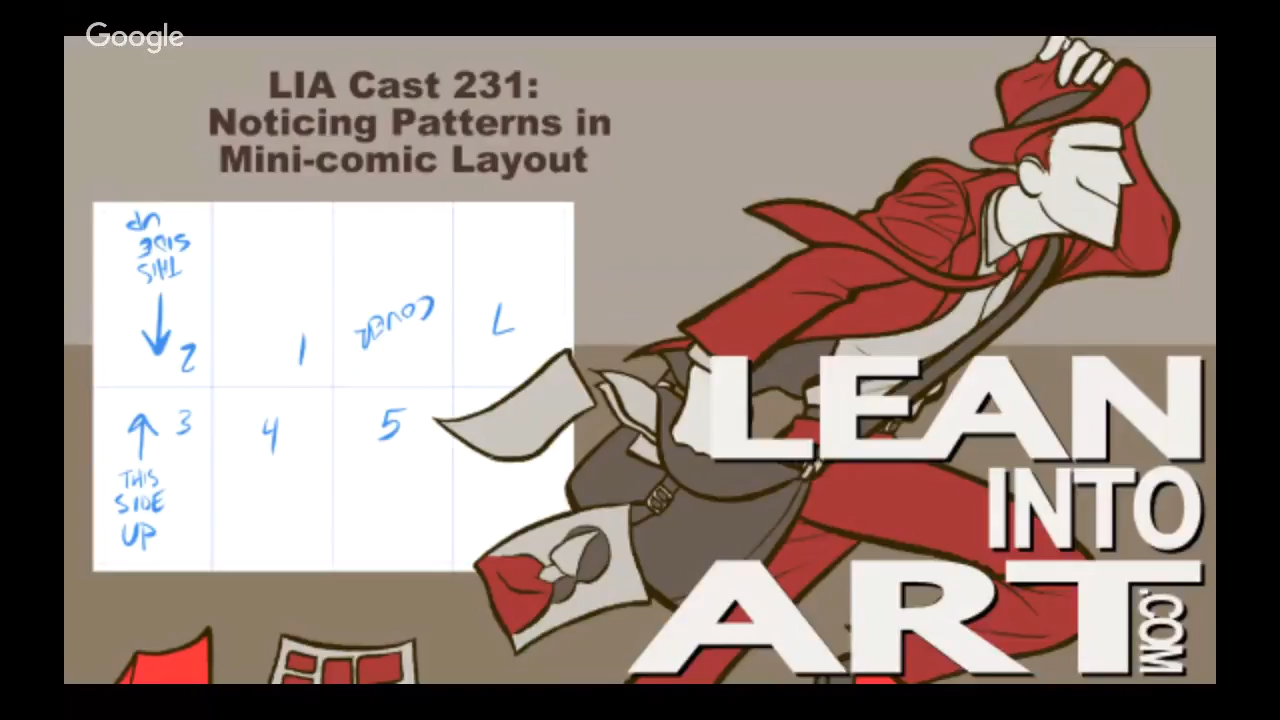 Google
LIA Cast 231:
Noticing Patterns in
Mini-comic Layout
THIS
SIDE
UP
2
1
COVER
7
3
4
5
THIS
SIDE
UP
LEAN
INTO
ART
.COM